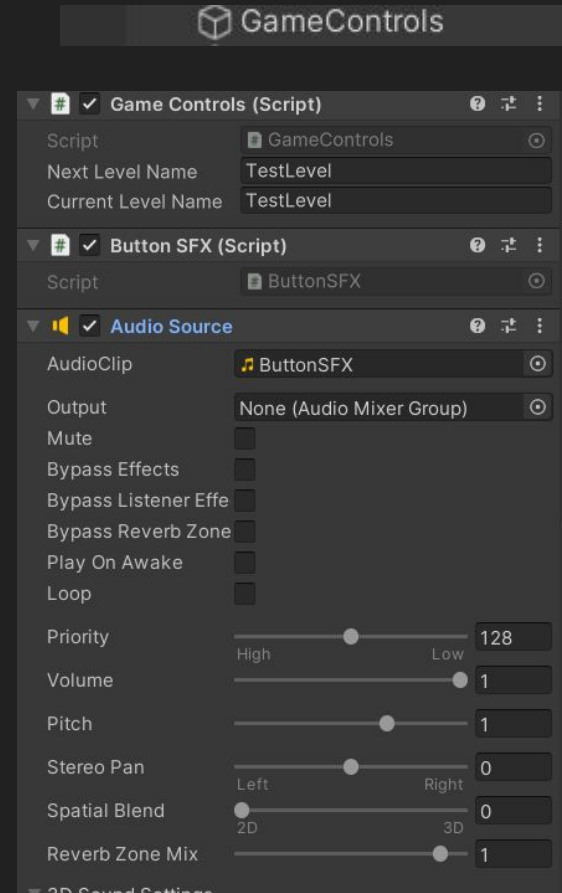 GameControls
Game Controls (Script)
Script GameControls
Next Level Name TestLevel
Current Level Name TestLevel
Button SFX (Script)
Script ButtonSFX
Audio Source
AudioClip ButtonSFX
Output None (Audio Mixer Group)
Mute
Bypass Effects
Bypass Listener Effe
Bypass Reverb Zone
Play On Awake
Loop
Priority 128
High Low
Volume 1
Pitch 1
Stereo Pan 0
Left Right
Spatial Blend 0
2D 3D
Reverb Zone Mix 1
3D Sound Settings